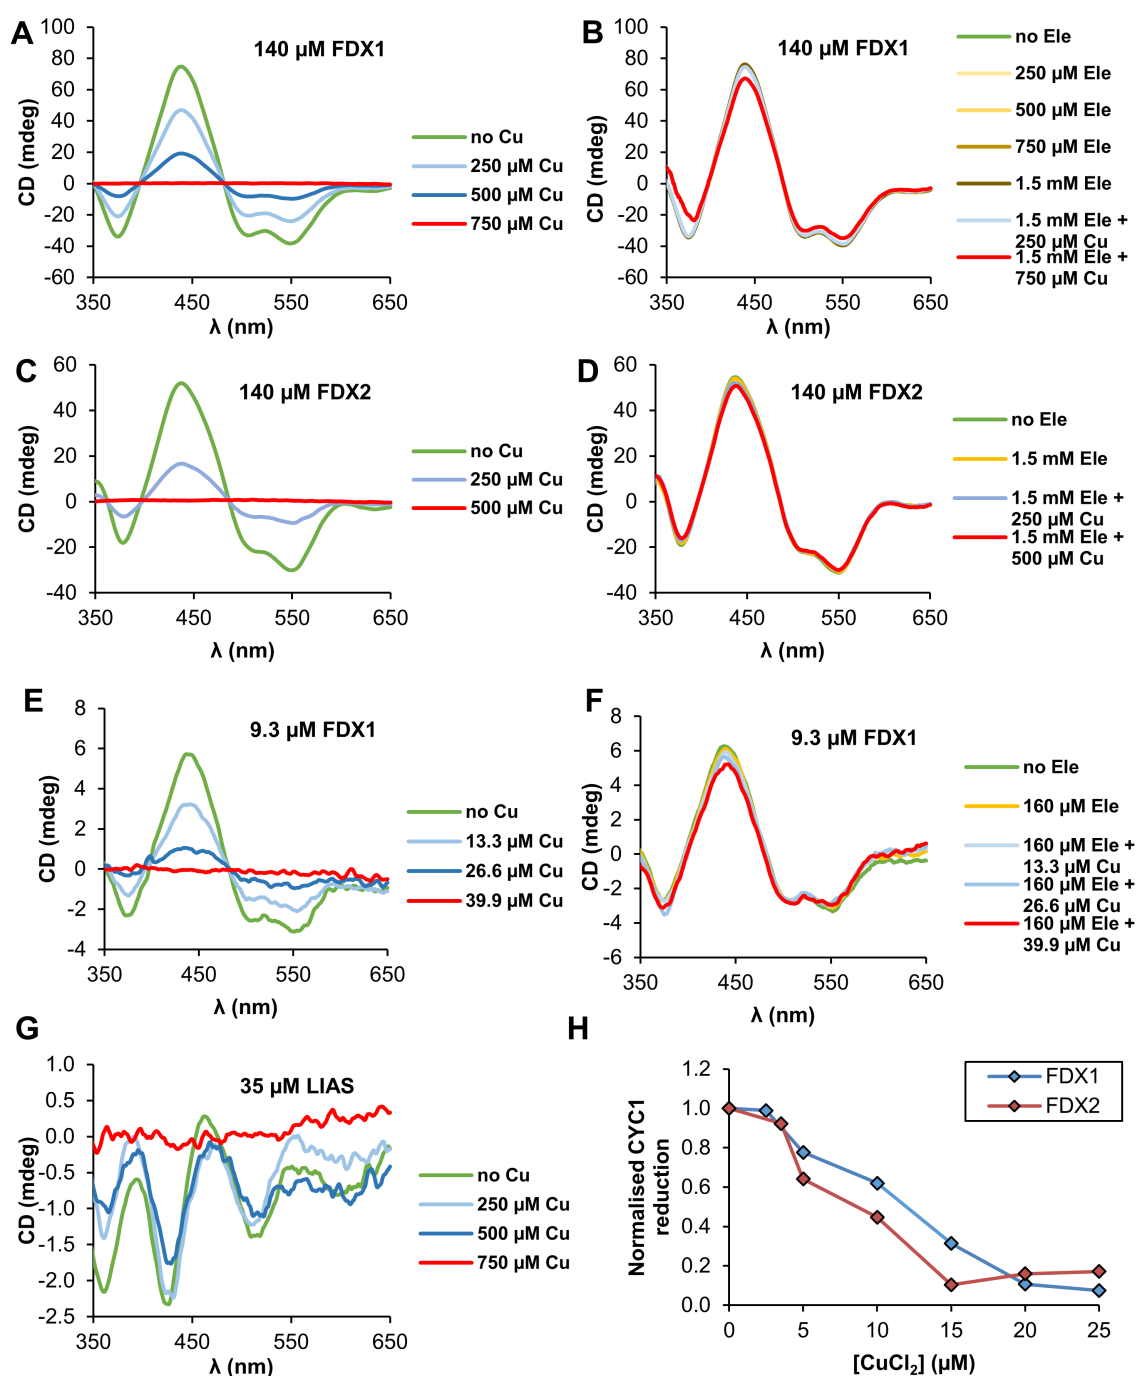 A
140 µM FDX1
CD (mdeg)
100
80
60
40
20
0
-20
-40
-60
350
450
550
650
λ (nm)
no Cu
250 µM Cu
500 µM Cu
750 µM Cu
B
140 µM FDX1
CD (mdeg)
100
80
60
40
20
0
-20
-40
-60
350
450
550
650
λ (nm)
no Ele
250 µM Ele
500 µM Ele
750 µM Ele
1.5 mM Ele
1.5 mM Ele +
250 µM Cu
1.5 mM Ele +
750 µM Cu
C
140 µM FDX2
CD (mdeg)
60
40
20
0
-20
-40
350
450
550
650
λ (nm)
no Cu
250 µM Cu
500 µM Cu
D
140 µM FDX2
CD (mdeg)
60
40
20
0
-20
-40
350
450
550
650
λ (nm)
no Ele
1.5 mM Ele
1.5 mM Ele +
250 µM Cu
1.5 mM Ele +
500 µM Cu
E
9.3 µM FDX1
CD (mdeg)
8
6
4
2
0
-2
-4
350
450
550
650
λ (nm)
no Cu
13.3 µM Cu
26.6 µM Cu
39.9 µM Cu
F
9.3 µM FDX1
CD (mdeg)
8
6
4
2
0
-2
-4
-6
350
450
550
650
λ (nm)
no Ele
160 µM Ele
160 µM Ele +
13.3 µM Cu
160 µM Ele +
26.6 µM Cu
160 µM Ele +
39.9 µM Cu
G
35 µM LIAS
CD (mdeg)
1.0
0.5
0.0
-0.5
-1.0
-1.5
-2.0
-2.5
350
450
550
650
λ (nm)
no Cu
250 µM Cu
500 µM Cu
750 µM Cu
H
Normalised CYC1
reduction
1.2
1.0
0.8
0.6
0.4
0.2
0.0
0
5
10
15
20
25
[CuCl₂] (µM)
FDX1
FDX2